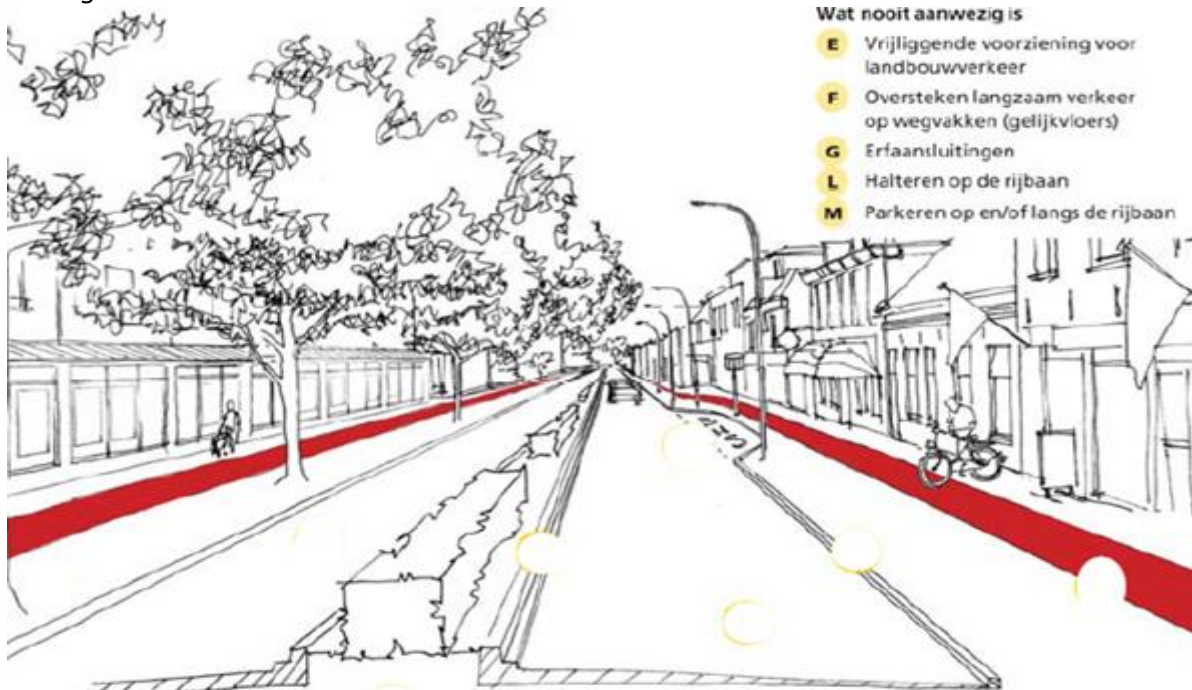 Wat nooit aanwezig is
E Vrijliggende voorziening voor
landbouwverkeer
F Oversteken langzaam verkeer
op wegvakken (gelijkvloers)
G Erfaansluitingen
L Halteren op de rijbaan
M Parkeren op en/of langs de rijbaan